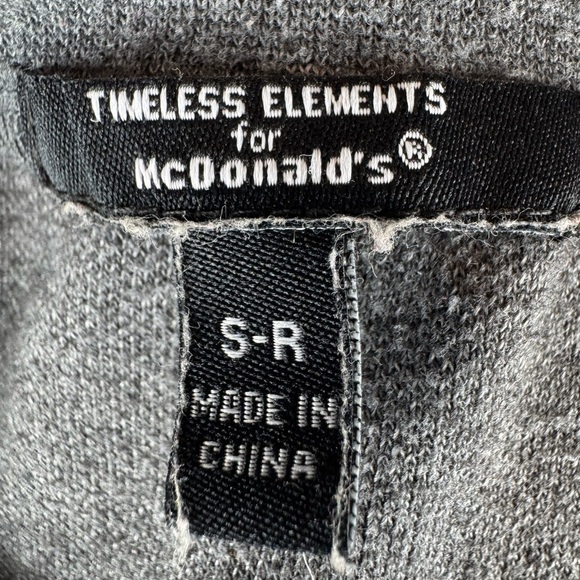 TIMELESS ELEMENTS
for
McDonald's®
S-R
MADE IN
CHINA